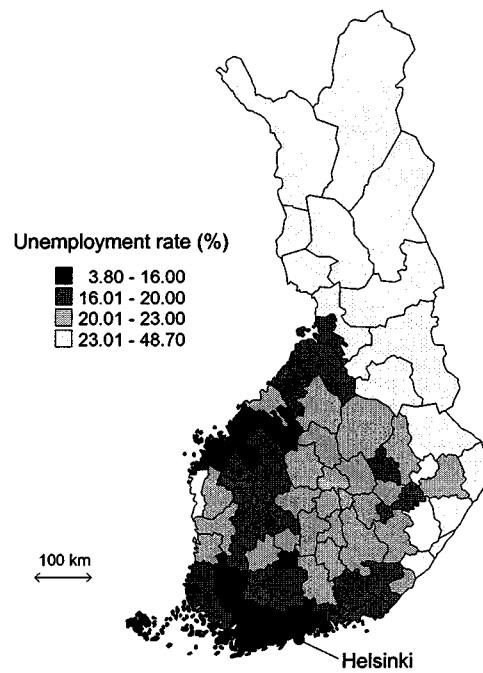 Unemployment rate (%)
3.80 - 16.00
16.01 - 20.00
20.01 - 23.00
23.01 - 48.70
100 km
Helsinki